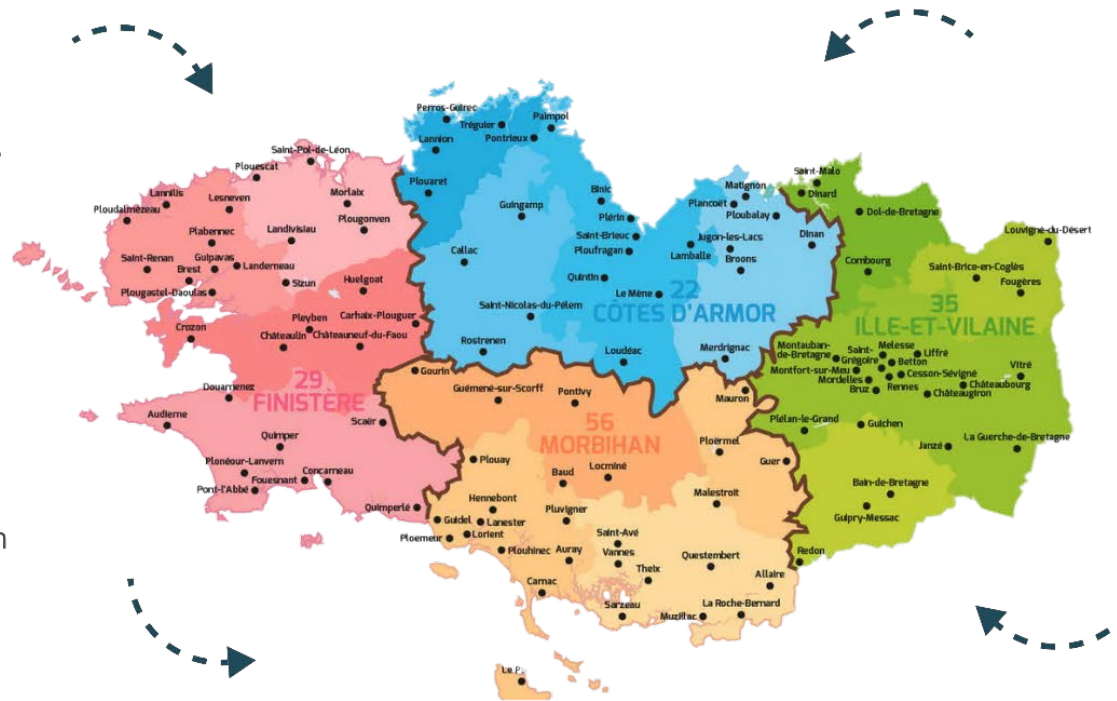 Perros-Guirec
Paimpol
Tréguier
Lannion
Pontrieux
Saint-Pol-de-Léon
Plouescat
Saint-Malo
Plouaret
Lannilis
Lesneven
Morlaix
Binic
Matignon
Dinard
Ploudalmézeau
Guingamp
Plancoët
Plérin
Ploubalay
Dol-de-Bretagne
Plougonven
Landivisiau
Plabennec
Saint-Brieuc
Jugon-les-Lacs
Dinan
Louvigné-du-Désert
Callac
Ploufragan
Lamballe
Broons
Saint-Renan
Guipavas
Landerneau
Combourg
Saint-Brice-en-Coglès
Brest
Sizun
Huelgoat
Quintin
Fougères
Plougastel-Daoulas
Le Mené
22
CÔTES D'ARMOR
35
ILLE-ET-VILAINE
Saint-Nicolas-du-Pélem
Pleyben
Carhaix-Plouguer
Crozon
Châteaulin
Châteauneuf-du-Faou
Rostrenen
Loudéac
Merdrignac
Montauban
de-Bretagne
Saint-
Grégoire
Melesse
Liffré
Betton
Vitré
Montfort-sur-Meu
Cesson-Sévigné
Mordelles
Rennes
Châteaubourg
Bruz
Châteaugiron
Gourin
29
FINISTÈRE
Douarnenez
Guémené-sur-Scorff
Pontivy
Mauron
Audierne
Scaër
56
MORBIHAN
Plélan-le-Grand
Guichen
Quimper
Ploërmel
Janzé
La Guerche-de-Bretagne
Plonéour-Lanvern
Concarneau
Plouay
Baud
Locminé
Guer
Fouesnant
Pont-l'Abbé
Bain-de-Bretagne
Quimperlé
Hennebont
Malestroit
Guipry-Messac
Guidel
Lanester
Pluvigner
Ploemeur
Lorient
Saint-Avé
Plouhinec
Auray
Vannes
Questembert
Redon
Theix
Allaire
Carnac
Sarzeau
Muzillac
La Roche-Bernard
Le P.
n